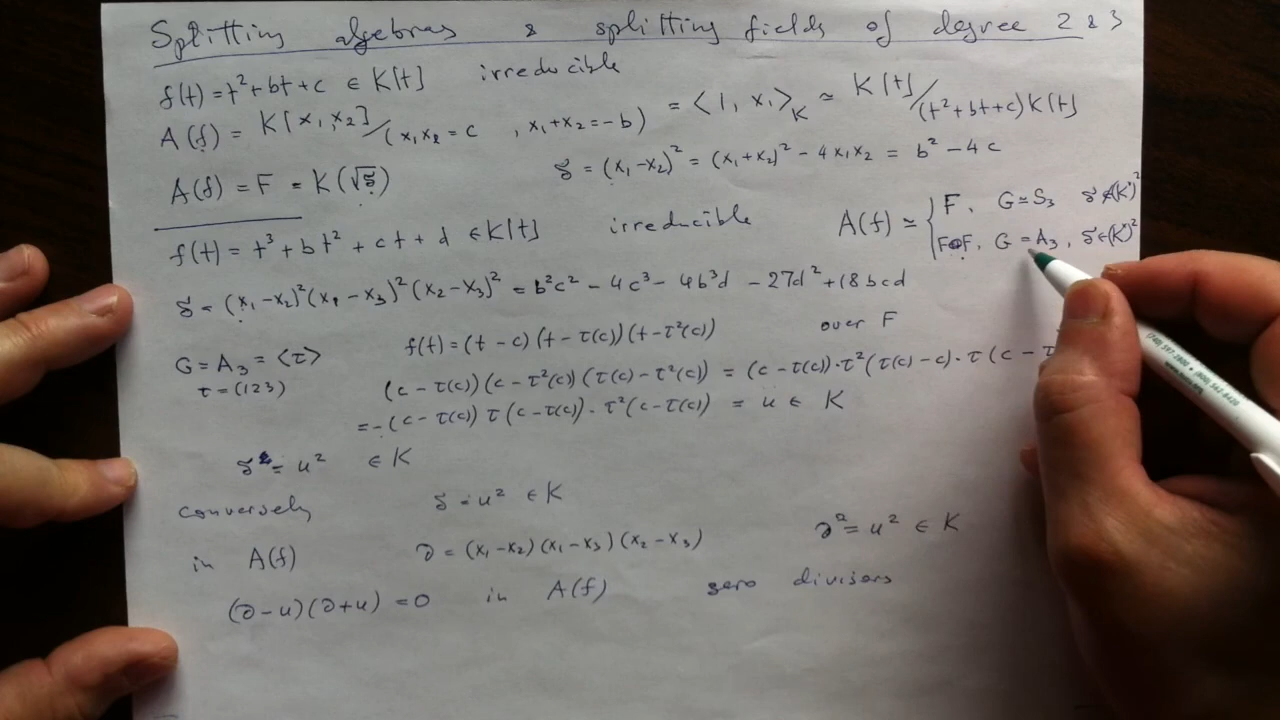 Splitting algebras & splitting fields of degree 2 & 3
f(t) = t² + bt + c ∈ K[t] irreducible
A(f) = K[x₁,x₂]/(x₁x₂ = c , x₁+x₂ = -b) = ⟨1, x₁⟩_K ≃ K[t]/(t²+bt+c)K[t]
A(f) = F = K(√δ) δ = (x₁-x₂)² = (x₁+x₂)² - 4x₁x₂ = b² - 4c
f(t) = t³ + bt² + ct + d ∈ K[t] irreducible A(f) ≃ { F, G ≃ S₃ δ ∉ (K˙)²
F⊕F, G = A₃, δ ∈ (K˙)²
δ = (x₁-x₂)²(x₁-x₃)²(x₂-x₃)² = b²c² - 4c³ - 4b³d - 27d² + 18bcd
G = A₃ = ⟨τ⟩ f(t) = (t - c)(t - τ(c))(t - τ²(c)) over F
τ = (123) (c - τ(c))(c - τ²(c))(τ(c) - τ²(c)) = (c - τ(c))·τ²(τ(c) - c)·τ(c - τ
= -(c - τ(c)) τ(c - τ(c)) · τ²(c - τ(c)) = u ∈ K
δ = u² ∈ K
conversely δ = u² ∈ K
in A(f) ∂ = (x₁-x₂)(x₁-x₃)(x₂-x₃) ∂² = u² ∈ K
(∂-u)(∂+u) = 0 in A(f) zero divisors